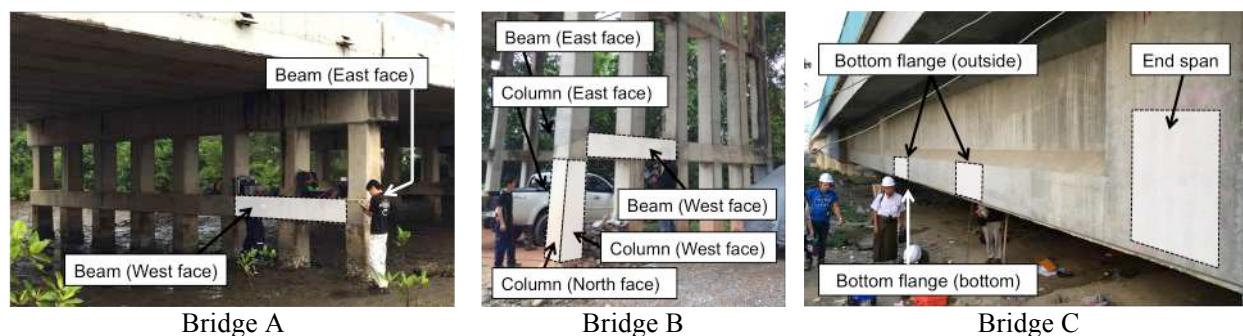 Beam (East face)
Beam (West face)
Bridge A
Beam (East face)
Column (East face)
Beam (West face)
Column (West face)
Column (North face)
Bridge B
Bottom flange (outside)
End span
Bottom flange (bottom)
Bridge C